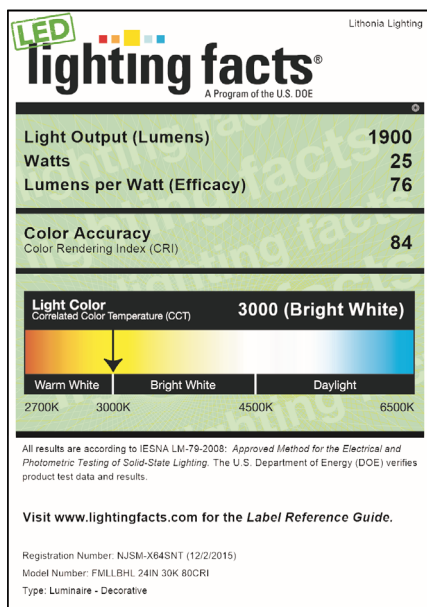 LED
Lithonia Lighting
lighting facts®
A Program of the U.S. DOE
Light Output (Lumens) 1900
Watts 25
Lumens per Watt (Efficacy) 76
Color Accuracy
Color Rendering Index (CRI) 84
Light Color
Correlated Color Temperature (CCT) 3000 (Bright White)
Warm White Bright White Daylight
2700K 3000K 4500K 6500K
All results are according to IESNA LM-79-2008: Approved Method for the Electrical and
Photometric Testing of Solid-State Lighting. The U.S. Department of Energy (DOE) verifies
product test data and results.
Visit www.lightingfacts.com for the Label Reference Guide.
Registration Number: NJSM-X64SNT (12/2/2015)
Model Number: FMLLBHL 24IN 30K 80CRI
Type: Luminaire - Decorative